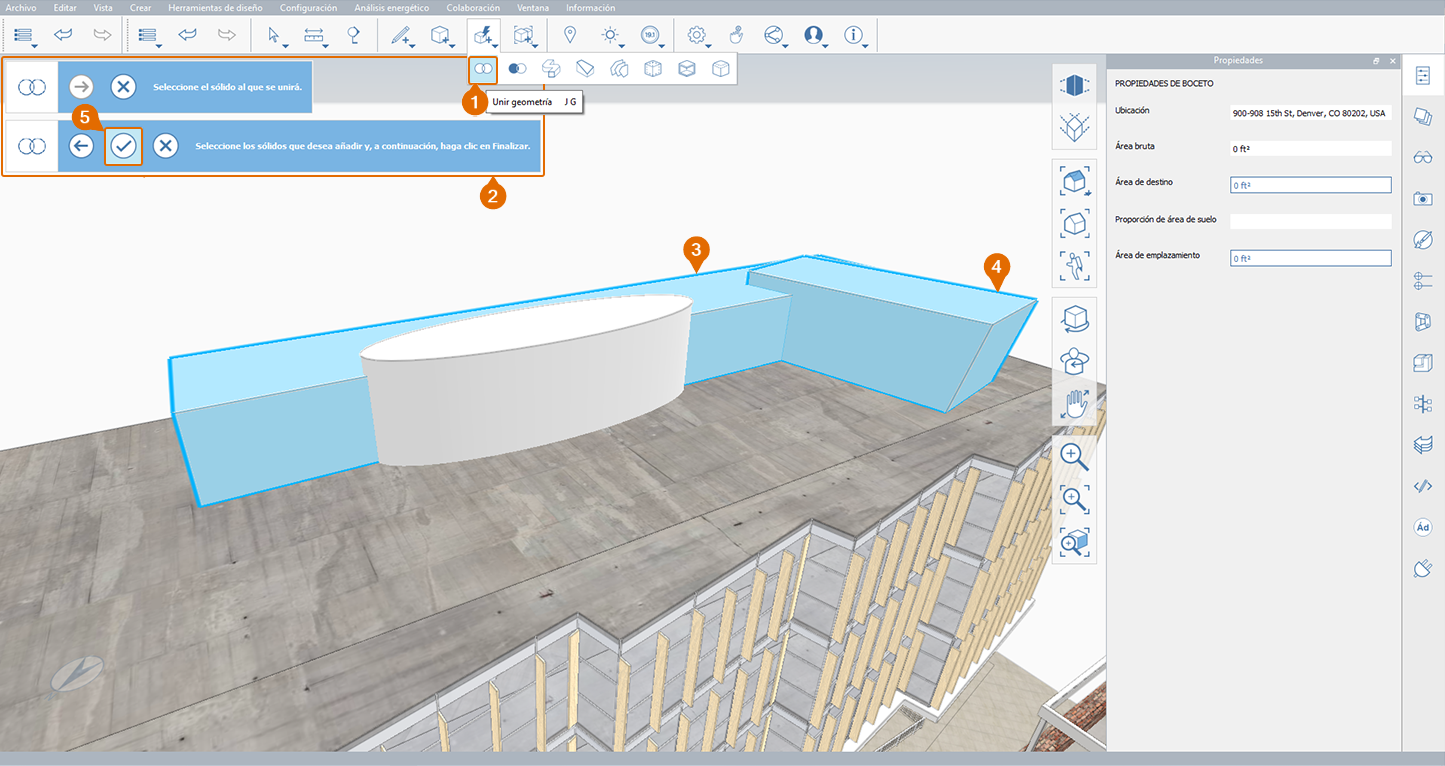 Archivo Editar Vista Crear Herramientas de diseño Configuración Análisis energético Colaboración Ventana Información
191
Seleccione el sólido al que se unirá.
1
Unir geometría J G
5
Seleccione los sólidos que desea añadir y, a continuación, haga clic en Finalizar.
2
3
4
Propiedades
PROPIEDADES DE BOCETO
Ubicación 900-908 15th St, Denver, CO 80202, USA
Área bruta 0 ft²
Área de destino 0 ft²
Proporción de área de suelo
Área de emplazamiento 0 ft²
Ad